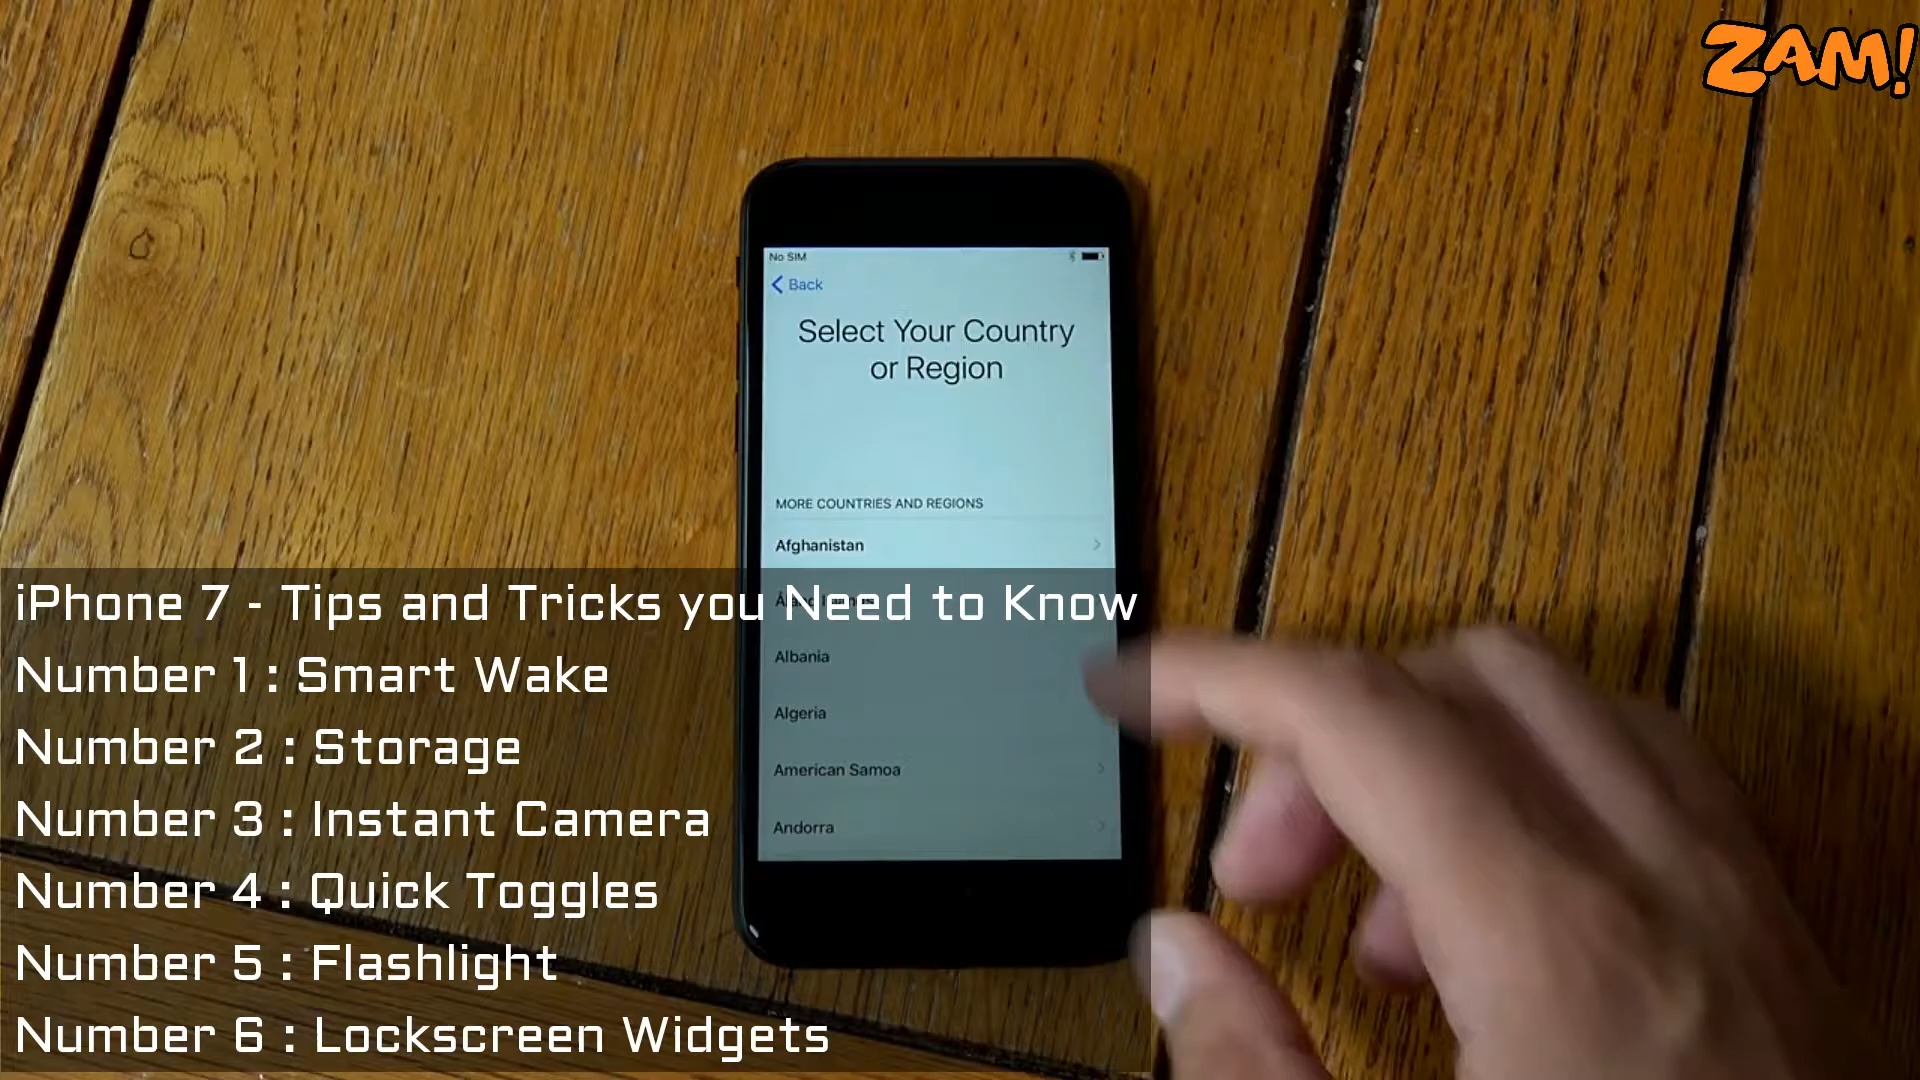 ZAM!
No SIM
Back
Select Your Country
or Region
MORE COUNTRIES AND REGIONS
Afghanistan
iPhone 7 - Tips and Tricks you Need to Know
Albania
Number 1 : Smart Wake
Algeria
Number 2 : Storage
American Samoa
Number 3 : Instant Camera
Andorra
Number 4 : Quick Toggles
Number 5 : Flashlight
Number 6 : Lockscreen Widgets